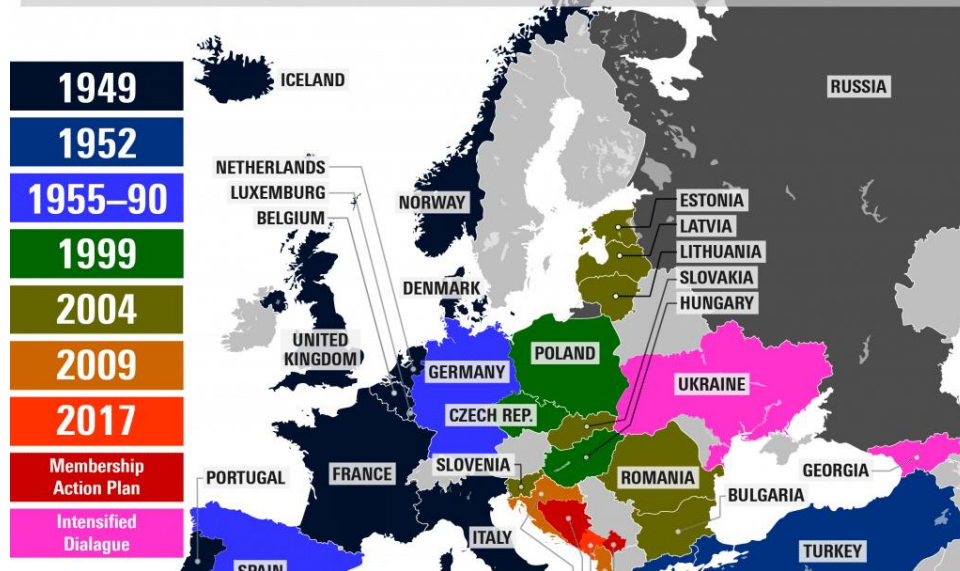 1949
1952
1955–90
1999
2004
2009
2017
Membership
Action Plan
Intensified
Dialague
ICELAND
RUSSIA
NETHERLANDS
LUXEMBURG
BELGIUM
NORWAY
ESTONIA
LATVIA
LITHUANIA
SLOVAKIA
HUNGARY
DENMARK
UNITED
KINGDOM
GERMANY
POLAND
UKRAINE
CZECH REP.
PORTUGAL
FRANCE
SLOVENIA
ROMANIA
GEORGIA
BULGARIA
ITALY
TURKEY
SPAIN